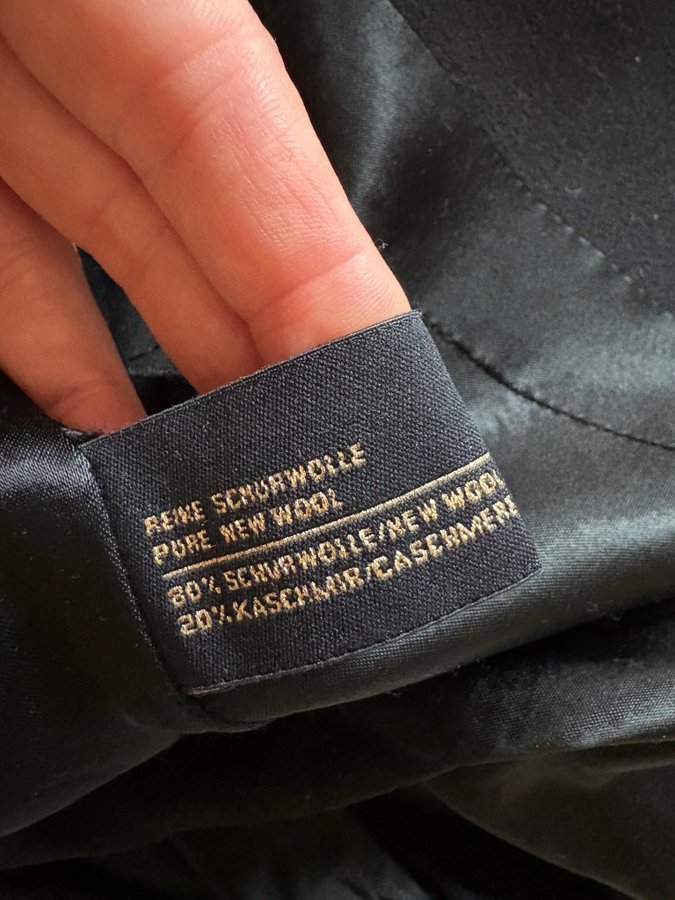 REINE SCHURWOLLE
PURE NEW WOOL
80% SCHURWOLLE/NEW WOOL
20% KASCHMIR/CASCHMERE